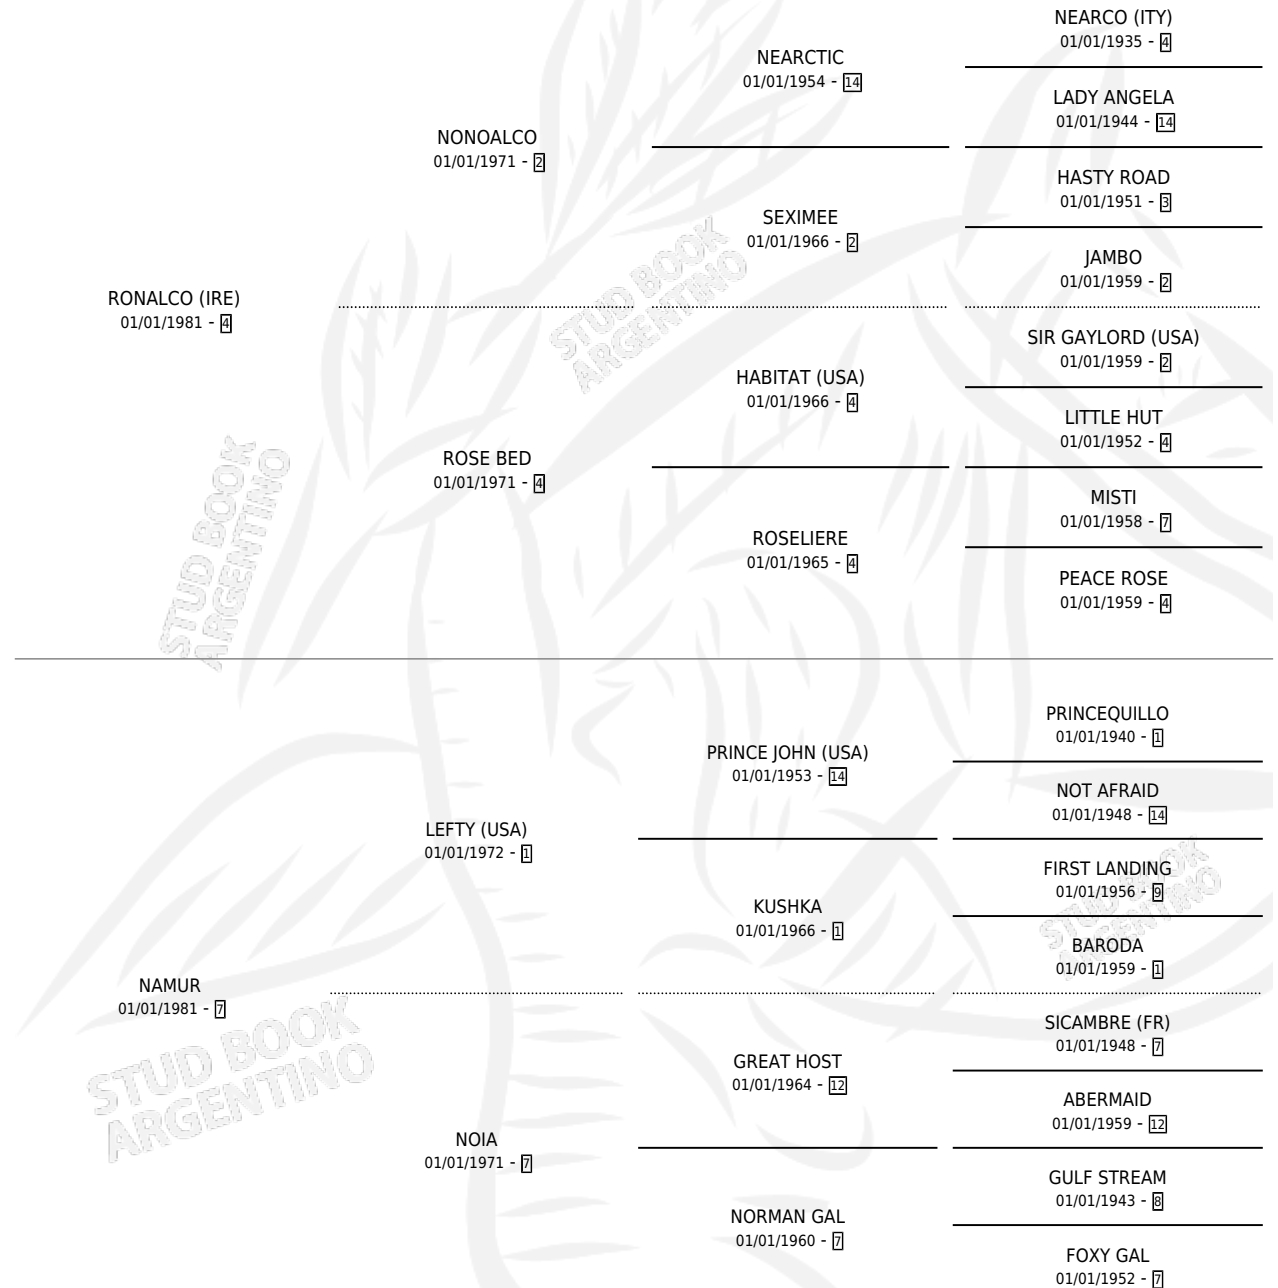 NEARCO (ITY)
01/01/1935 - 4
NEARCTIC
01/01/1954 - 14
LADY ANGELA
01/01/1944 - 14
NONOALCO
01/01/1971 - 2
HASTY ROAD
01/01/1951 - 3
SEXIMEE
01/01/1966 - 2
JAMBO
01/01/1959 - 2
RONALCO (IRE)
01/01/1981 - 4
SIR GAYLORD (USA)
01/01/1959 - 2
HABITAT (USA)
01/01/1966 - 4
LITTLE HUT
01/01/1952 - 4
ROSE BED
01/01/1971 - 4
MISTI
01/01/1958 - 7
ROSELIERE
01/01/1965 - 4
PEACE ROSE
01/01/1959 - 4
PRINCEQUILLO
01/01/1940 - 1
PRINCE JOHN (USA)
01/01/1953 - 14
NOT AFRAID
01/01/1948 - 14
LEFTY (USA)
01/01/1972 - 1
FIRST LANDING
01/01/1956 - 9
KUSHKA
01/01/1966 - 1
BARODA
01/01/1959 - 1
NAMUR
01/01/1981 - 7
SICAMBRE (FR)
01/01/1948 - 7
GREAT HOST
01/01/1964 - 12
ABERMAID
01/01/1959 - 12
NOIA
01/01/1971 - 7
GULF STREAM
01/01/1943 - 8
NORMAN GAL
01/01/1960 - 7
FOXY GAL
01/01/1952 - 7
STUD BOOK
ARGENTINO
STUD BOOK
ARGENTINO
STUD BOOK
ARGENTINO
STUD BOOK
ARGENTINO